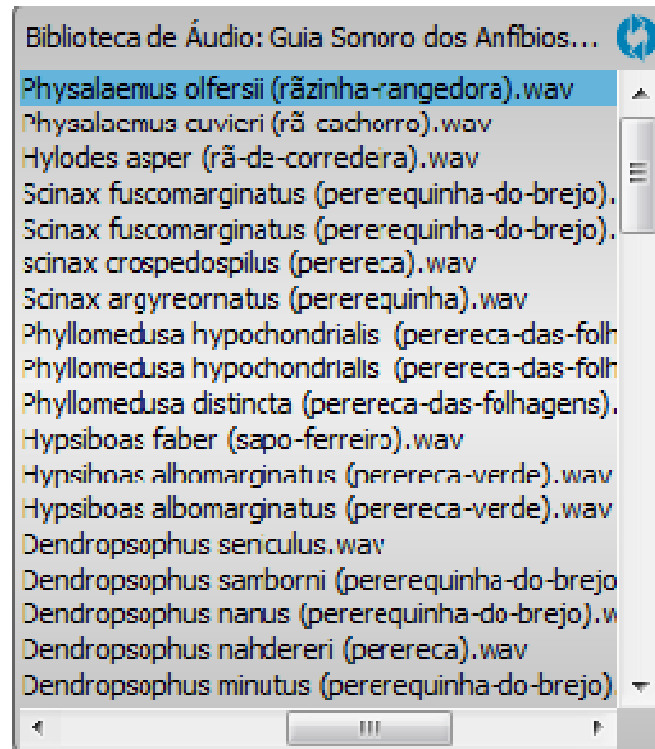 Biblioteca de Áudio: Guia Sonoro dos Anfíbios...
Physalaemus olfersii (rãzinha-rangedora).wav
Physalaemus cuvieri (rã-cachorro).wav
Hylodes asper (rã-de-corredeira).wav
Scinax fuscomarginatus (pererequinha-do-brejo).
Scinax fuscomarginatus (pererequinha-do-brejo).
scinax crospedospilus (perereca).wav
Scinax argyreornatus (pererequinha).wav
Phyllomedusa hypochondrialis (perereca-das-folh
Phyllomedusa hypochondrialis (perereca-das-folh
Phyllomedusa distincta (perereca-das-folhagens).
Hypsiboas faber (sapo-ferreiro).wav
Hypsiboas albomarginatus (perereca-verde).wav
Hypsiboas albomarginatus (perereca-verde).wav
Dendropsophus seniculus.wav
Dendropsophus samborni (pererequinha-do-brejo
Dendropsophus nanus (pererequinha-do-brejo).w
Dendropsophus nahdereri (perereca).wav
Dendropsophus minutus (pererequinha-do-brejo).